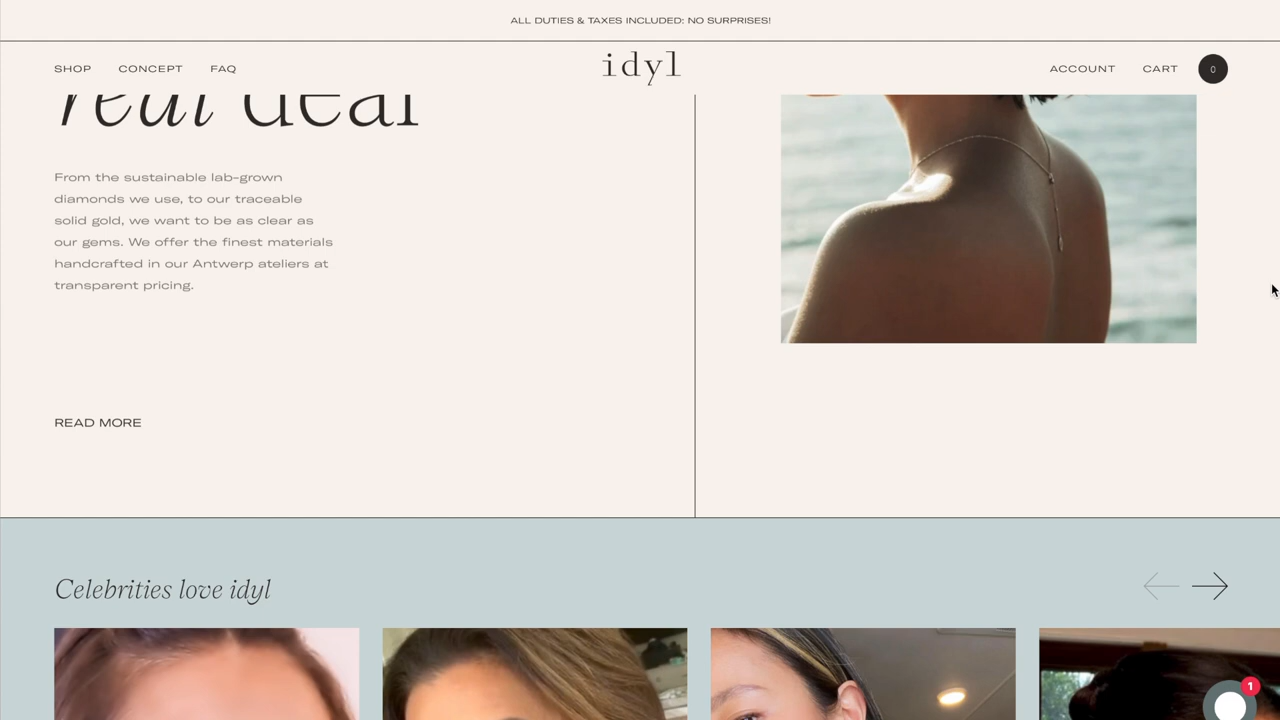 ALL DUTIES & TAXES INCLUDED: NO SURPRISES!
SHOP CONCEPT FAQ idyl ACCOUNT CART 0
real deal
From the sustainable lab-grown
diamonds we use, to our traceable
solid gold, we want to be as clear as
our gems. We offer the finest materials
handcrafted in our Antwerp ateliers at
transparent pricing.
READ MORE
Celebrities love idyl
1